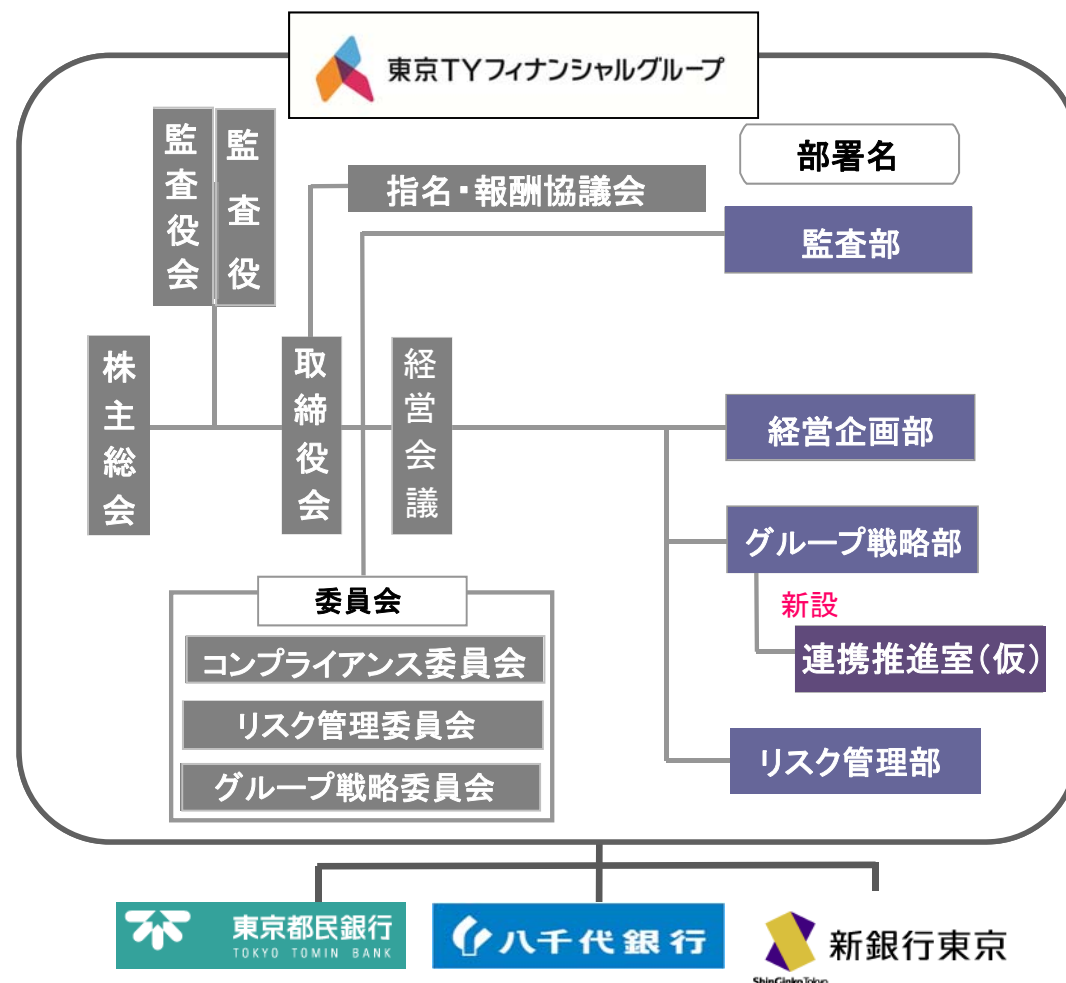 東京TYフィナンシャルグループ
監査役会
監査役
指名・報酬協議会
部署名
監査部
株主総会
取締役会
経営会議
経営企画部
グループ戦略部
新設
連携推進室(仮)
リスク管理部
委員会
コンプライアンス委員会
リスク管理委員会
グループ戦略委員会
東京都民銀行
TOKYO TOMIN BANK
八千代銀行
新銀行東京
ShinGinko Tokyo